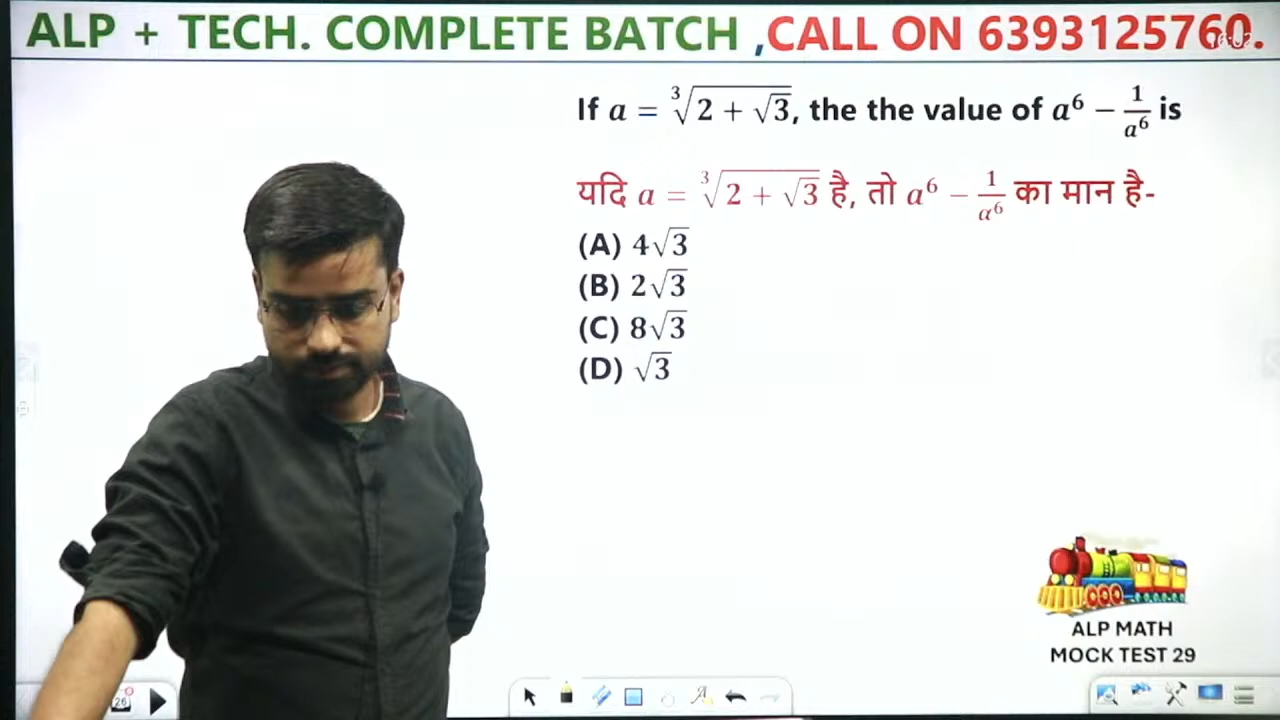 ALP + TECH. COMPLETE BATCH ,CALL ON 6393125760.
If a = ∛(2 + √3), the the value of a⁶ − 1/a⁶ is
यदि a = ∛(2 + √3) है, तो a⁶ − 1/a⁶ का मान है-
(A) 4√3
(B) 2√3
(C) 8√3
(D) √3
ALP MATH
MOCK TEST 29